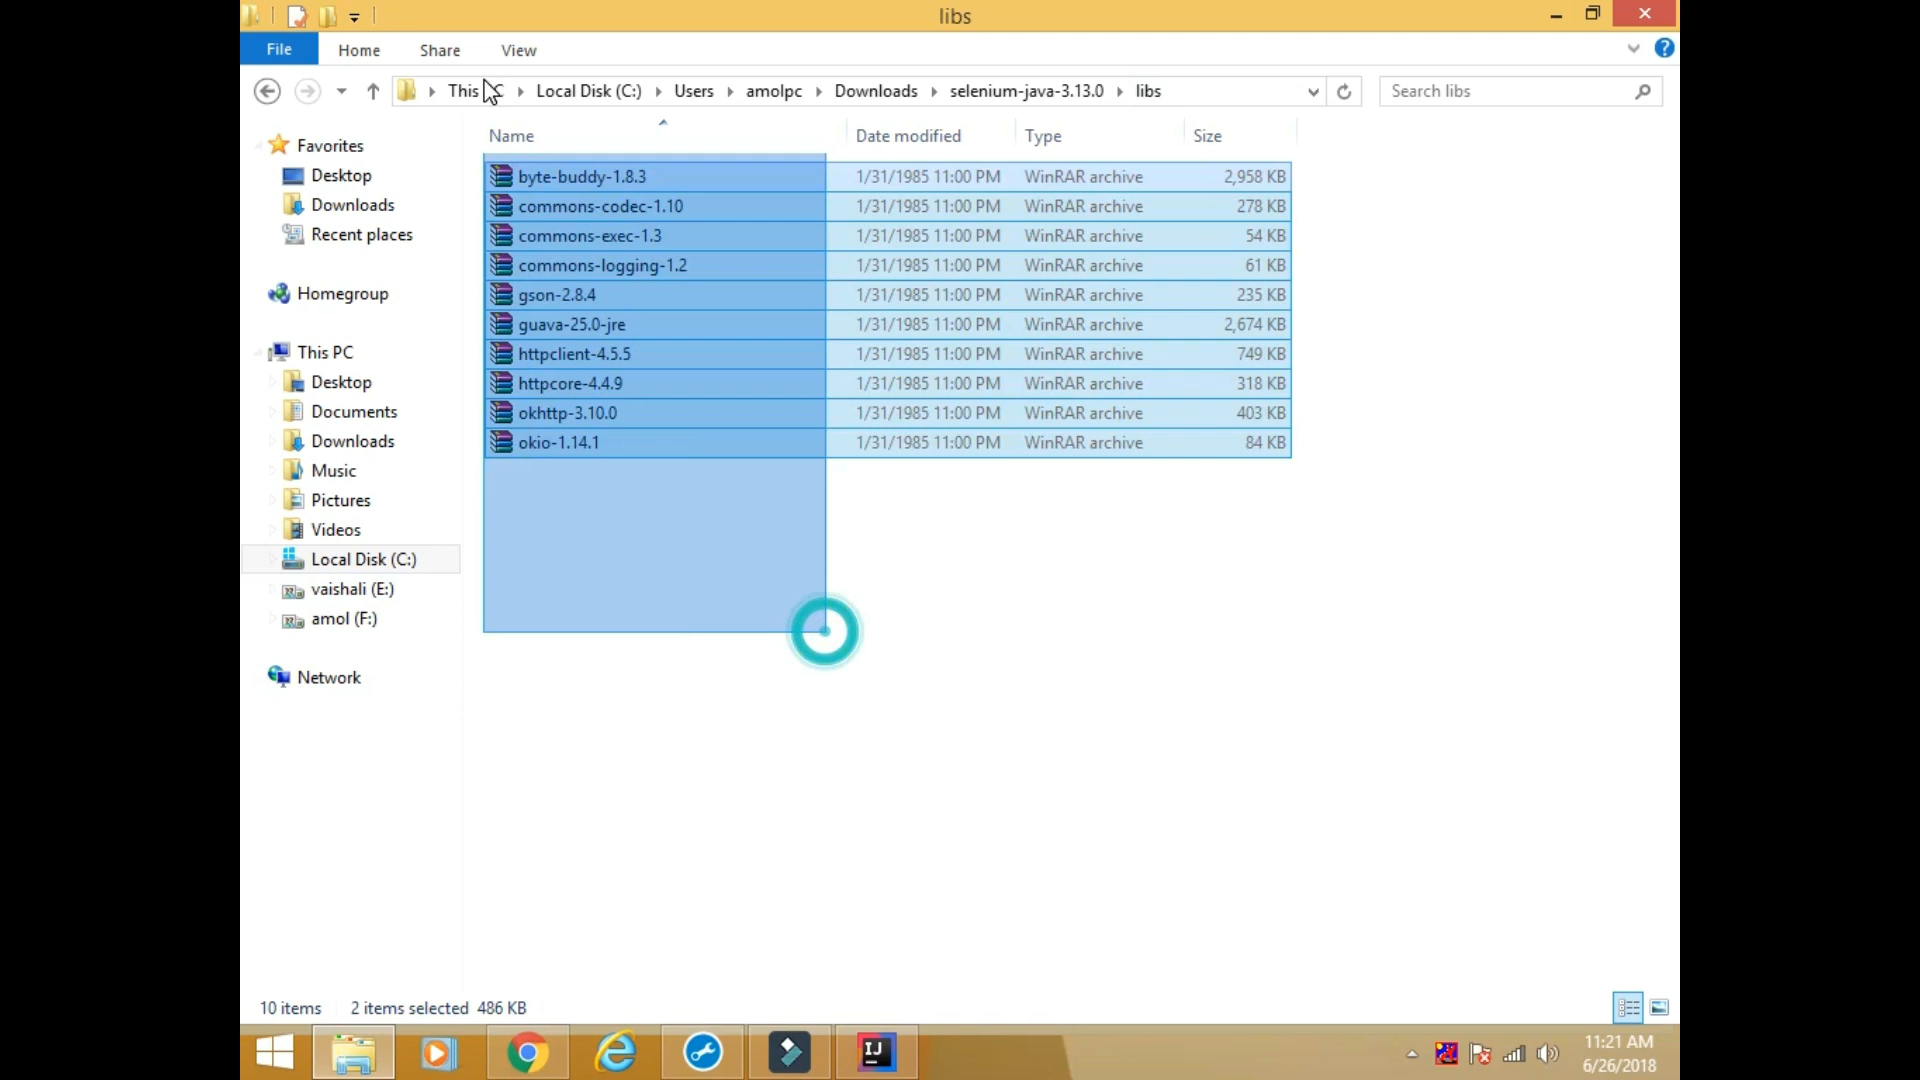 libs
File Home Share View
This C Local Disk (C:) Users amolpc Downloads selenium-java-3.13.0 libs
Search libs
Name Date modified Type Size
byte-buddy-1.8.3 1/31/1985 11:00 PM WinRAR archive 2,958 KB
commons-codec-1.10 1/31/1985 11:00 PM WinRAR archive 278 KB
commons-exec-1.3 1/31/1985 11:00 PM WinRAR archive 54 KB
commons-logging-1.2 1/31/1985 11:00 PM WinRAR archive 61 KB
gson-2.8.4 1/31/1985 11:00 PM WinRAR archive 235 KB
guava-25.0-jre 1/31/1985 11:00 PM WinRAR archive 2,674 KB
httpclient-4.5.5 1/31/1985 11:00 PM WinRAR archive 749 KB
httpcore-4.4.9 1/31/1985 11:00 PM WinRAR archive 318 KB
okhttp-3.10.0 1/31/1985 11:00 PM WinRAR archive 403 KB
okio-1.14.1 1/31/1985 11:00 PM WinRAR archive 84 KB
Favorites
Desktop
Downloads
Recent places
Homegroup
This PC
Desktop
Documents
Downloads
Music
Pictures
Videos
Local Disk (C:)
vaishali (E:)
amol (F:)
Network
10 items 2 items selected 486 KB
IJ
11:21 AM
6/26/2018